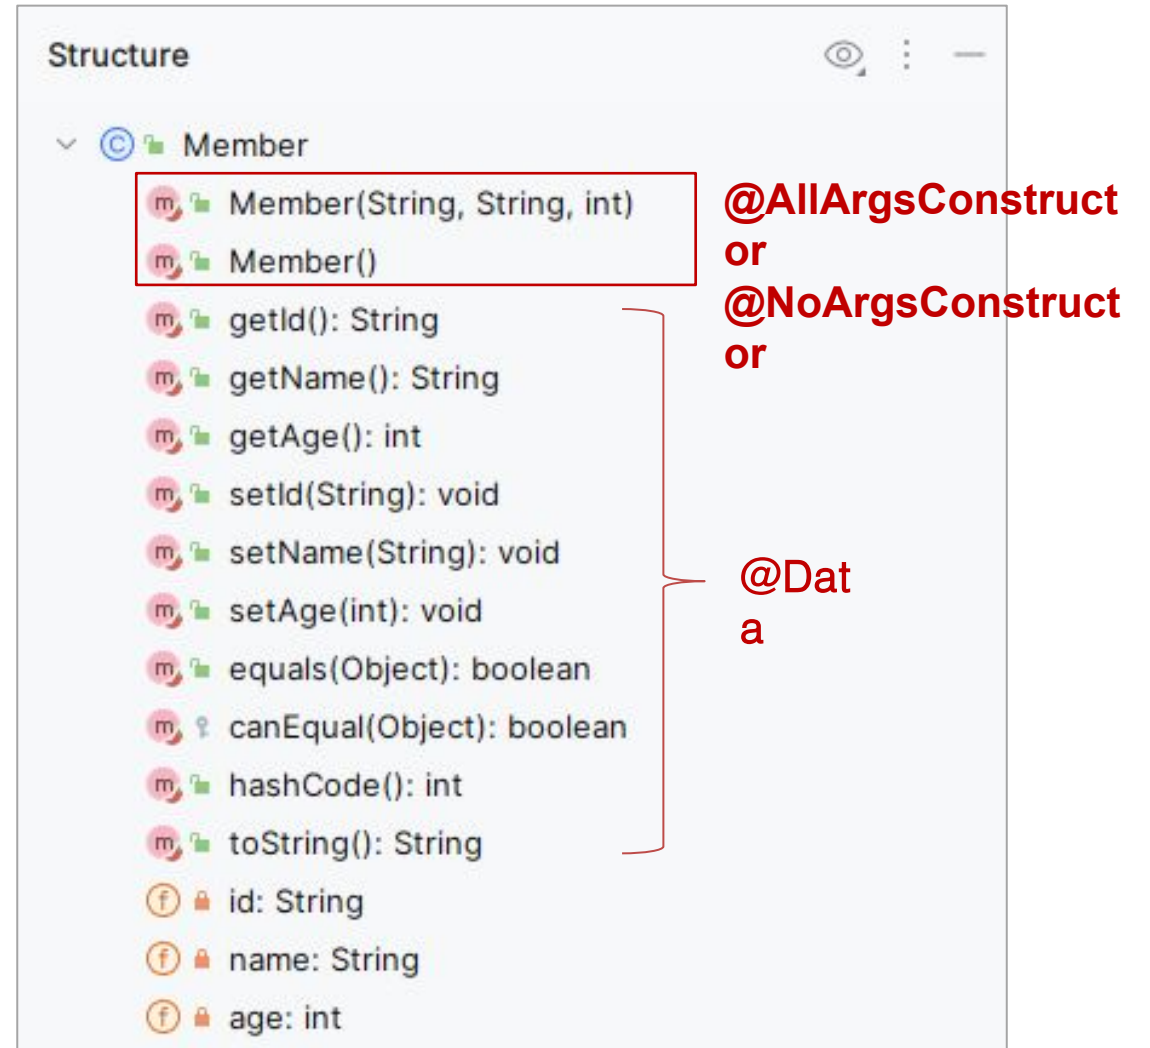 Structure
Member
Member(String, String, int)
Member()
getId(): String
getName(): String
getAge(): int
setId(String): void
setName(String): void
setAge(int): void
equals(Object): boolean
canEqual(Object): boolean
hashCode(): int
toString(): String
id: String
name: String
age: int
@AllArgsConstruct
or
@NoArgsConstruct
or
@Dat
a